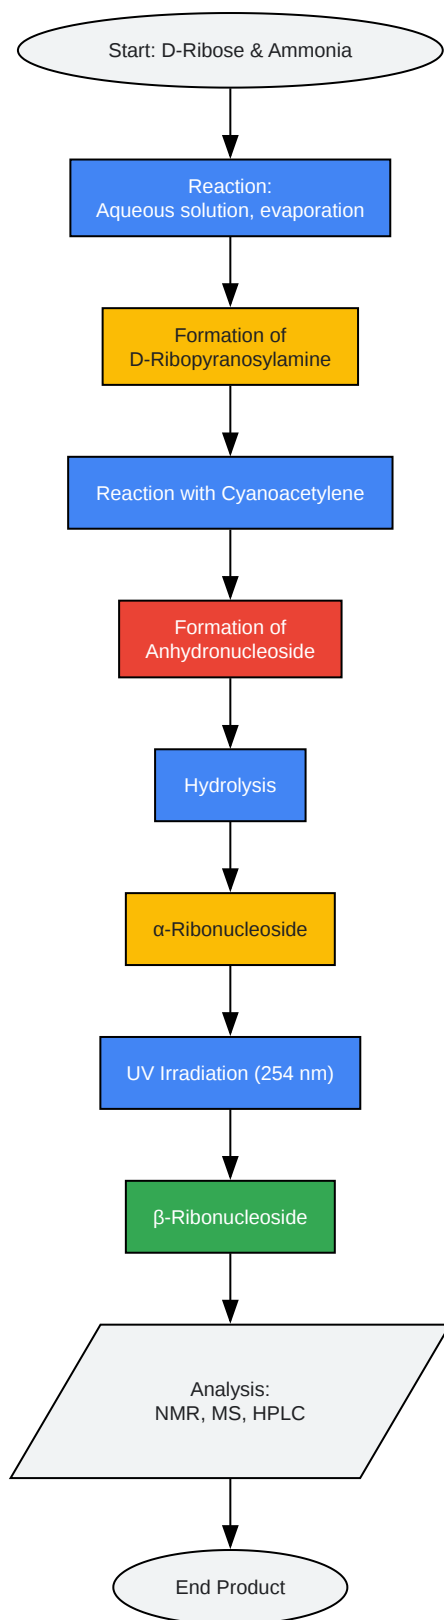 Start: D-Ribose & Ammonia
Reaction:
Aqueous solution, evaporation
Formation of
D-Ribopyranosylamine
Reaction with Cyanoacetylene
Formation of
Anhydronucleoside
Hydrolysis
α-Ribonucleoside
UV Irradiation (254 nm)
β-Ribonucleoside
Analysis:
NMR, MS, HPLC
End Product